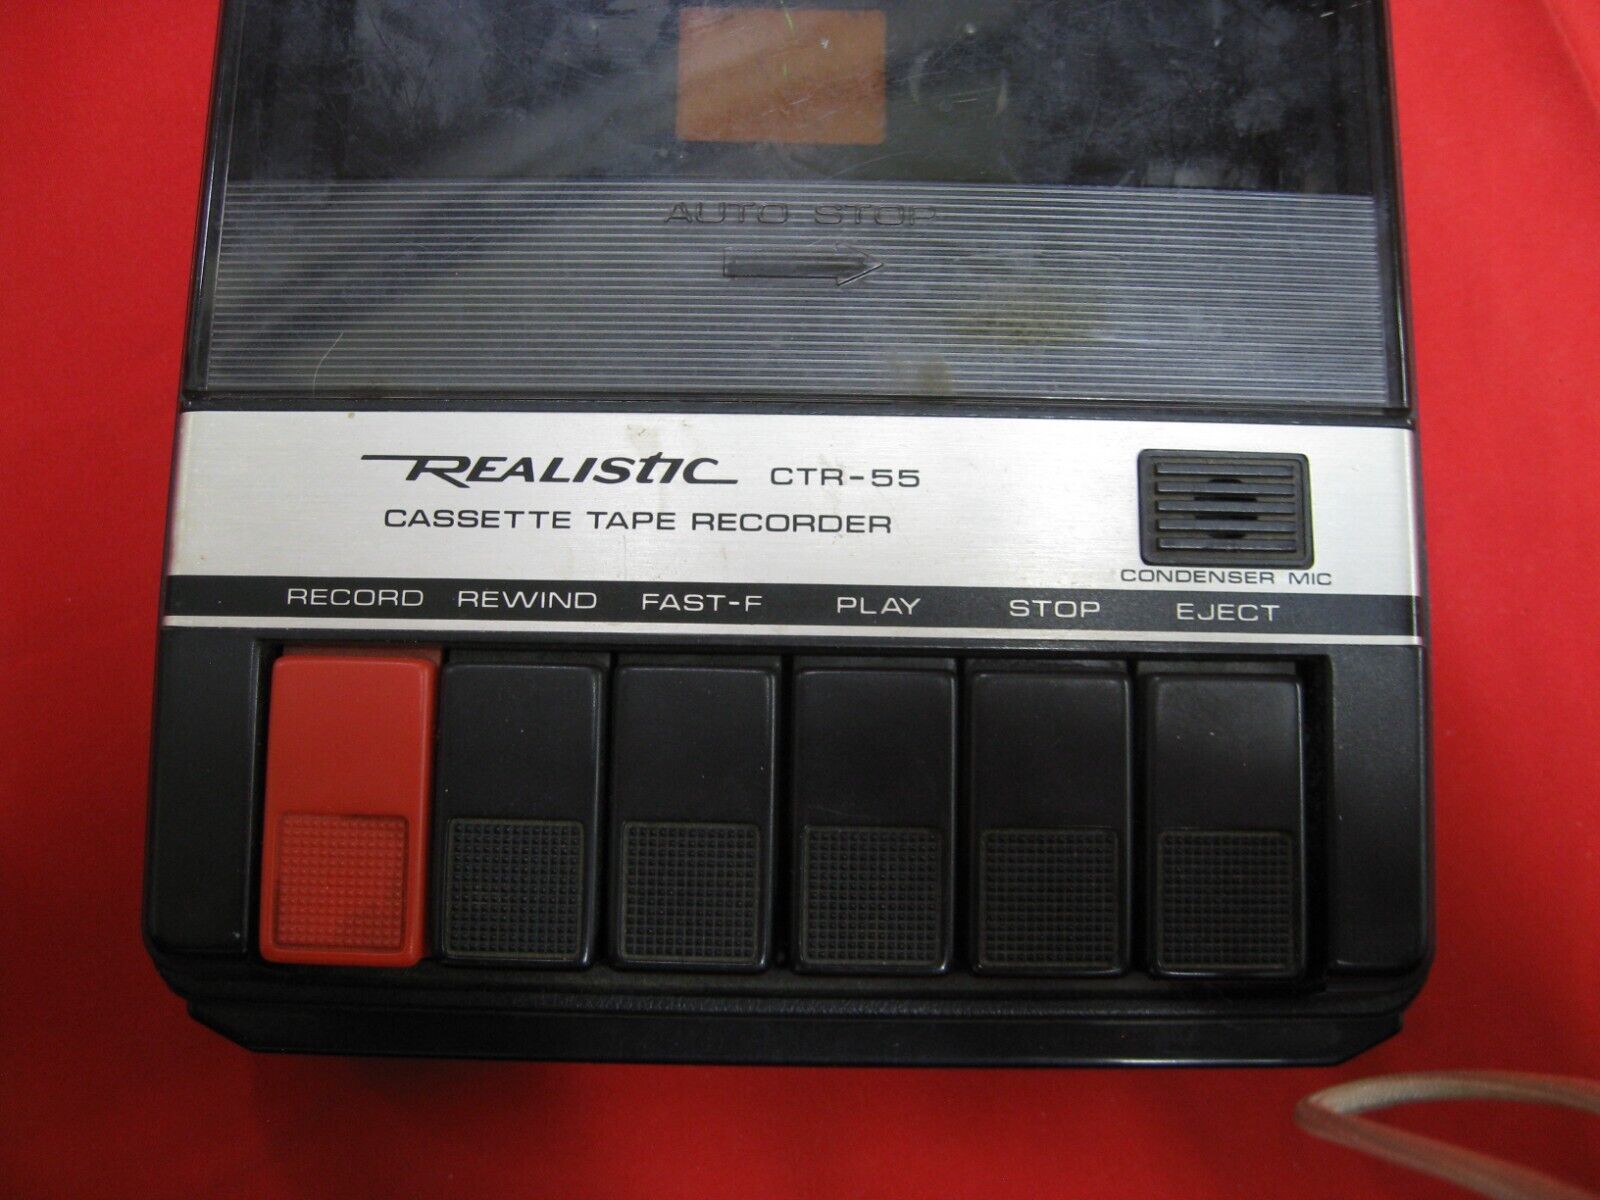 AUTO STOP
REALISTIC CTR-55
CASSETTE TAPE RECORDER
CONDENSER MIC
RECORD REWIND FAST-F PLAY STOP EJECT